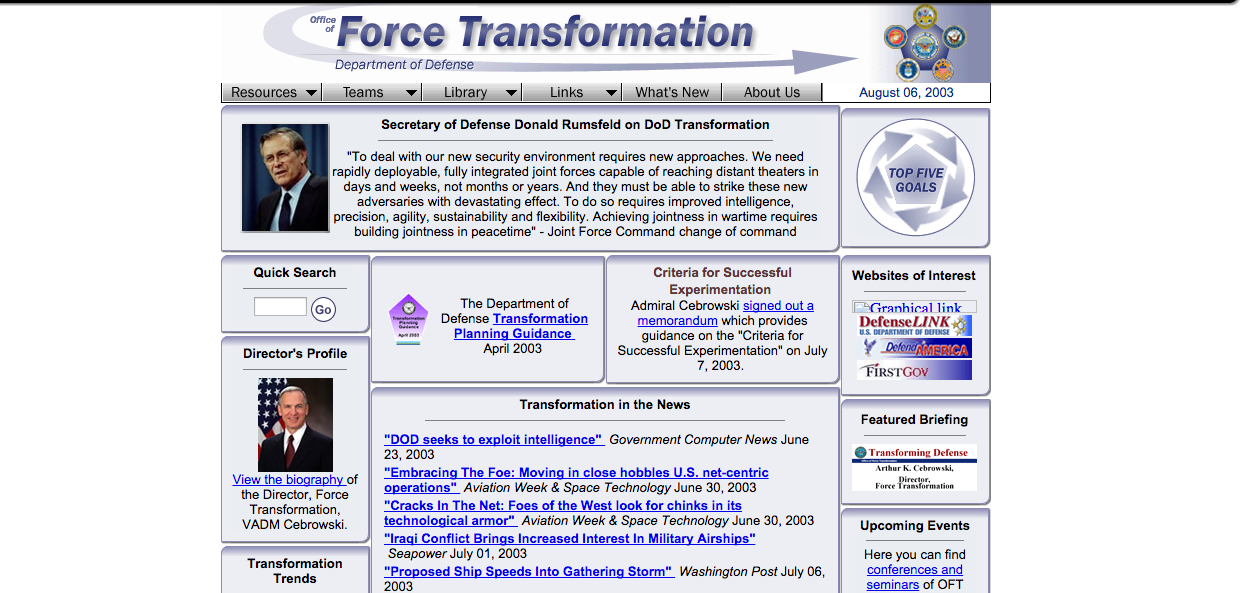 Office
of
Force Transformation
Department of Defense
Resources Teams Library Links What's New About Us August 06, 2003
Secretary of Defense Donald Rumsfeld on DoD Transformation
"To deal with our new security environment requires new approaches. We need
rapidly deployable, fully integrated joint forces capable of reaching distant theaters in
days and weeks, not months or years. And they must be able to strike these new
adversaries with devastating effect. To do so requires improved intelligence,
precision, agility, sustainability and flexibility. Achieving jointness in wartime requires
building jointness in peacetime" - Joint Force Command change of command
TOP FIVE
GOALS
Quick Search
Go
Director's Profile
View the biography of
the Director, Force
Transformation,
VADM Cebrowski.
Transformation
Trends
Transformation
Planning
Guidance
April 2003
The Department of
Defense Transformation
Planning Guidance
April 2003
Criteria for Successful
Experimentation
Admiral Cebrowski signed out a
memorandum which provides
guidance on the "Criteria for
Successful Experimentation" on July
7, 2003.
Transformation in the News
"DOD seeks to exploit intelligence" Government Computer News June
23, 2003
"Embracing The Foe: Moving in close hobbles U.S. net-centric
operations" Aviation Week & Space Technology June 30, 2003
"Cracks In The Net: Foes of the West look for chinks in its
technological armor" Aviation Week & Space Technology June 30, 2003
"Iraqi Conflict Brings Increased Interest In Military Airships"
Seapower July 01, 2003
"Proposed Ship Speeds Into Gathering Storm" Washington Post July 06,
2003
Websites of Interest
Graphical link
DefenseLINK
U.S. DEPARTMENT OF DEFENSE
Defend AMERICA
FIRSTGOV
Featured Briefing
Transforming Defense
Arthur K. Cebrowski,
Director,
Force Transformation
Upcoming Events
Here you can find
conferences and
seminars of OFT